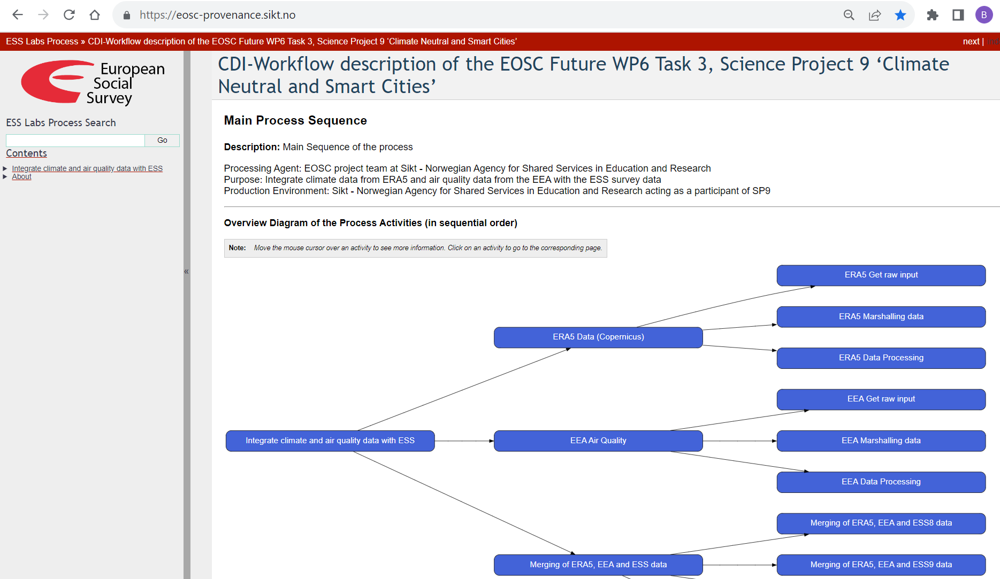 https://eosc-provenance.sikt.no
B
ESS Labs Process » CDI-Workflow description of the EOSC Future WP6 Task 3, Science Project 9 ‘Climate Neutral and Smart Cities’
next |
European
Social
Survey
ESS Labs Process Search
Go
Contents
Integrate climate and air quality data with ESS
About
«
CDI-Workflow description of the EOSC Future WP6 Task 3, Science Project 9 ‘Climate
Neutral and Smart Cities’
Main Process Sequence
Description: Main Sequence of the process
Processing Agent: EOSC project team at Sikt - Norwegian Agency for Shared Services in Education and Research
Purpose: Integrate climate data from ERA5 and air quality data from the EEA with the ESS survey data
Production Environment: Sikt - Norwegian Agency for Shared Services in Education and Research acting as a participant of SP9
Overview Diagram of the Process Activities (in sequential order)
Note: Move the mouse cursor over an activity to see more information. Click on an activity to go to the corresponding page.
ERA5 Get raw input
ERA5 Marshalling data
ERA5 Data (Copernicus)
ERA5 Data Processing
EEA Get raw input
Integrate climate and air quality data with ESS
EEA Air Quality
EEA Marshalling data
EEA Data Processing
Merging of ERA5, EEA and ESS8 data
Merging of ERA5, EEA and ESS data
Merging of ERA5, EEA and ESS9 data